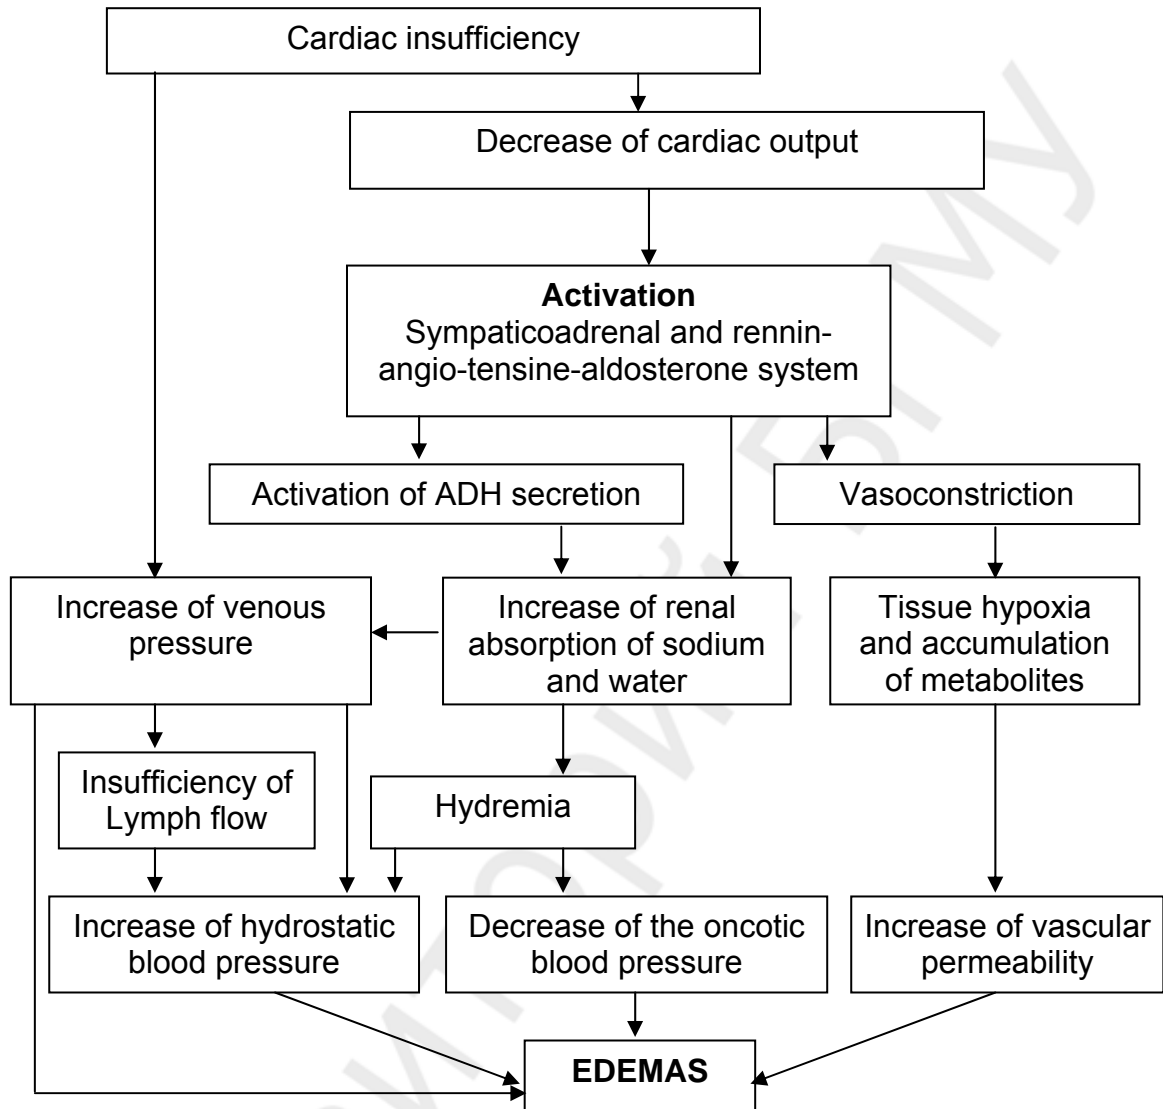 Cardiac insufficiency
Decrease of cardiac output
Activation
Sympaticoadrenal and rennin-
angio-tensine-aldosterone system
Activation of ADH secretion
Vasoconstriction
Increase of venous
pressure
Increase of renal
absorption of sodium
and water
Tissue hypoxia
and accumulation
of metabolites
Insufficiency of
Lymph flow
Hydremia
Increase of hydrostatic
blood pressure
Decrease of the oncotic
blood pressure
Increase of vascular
permeability
EDEMAS